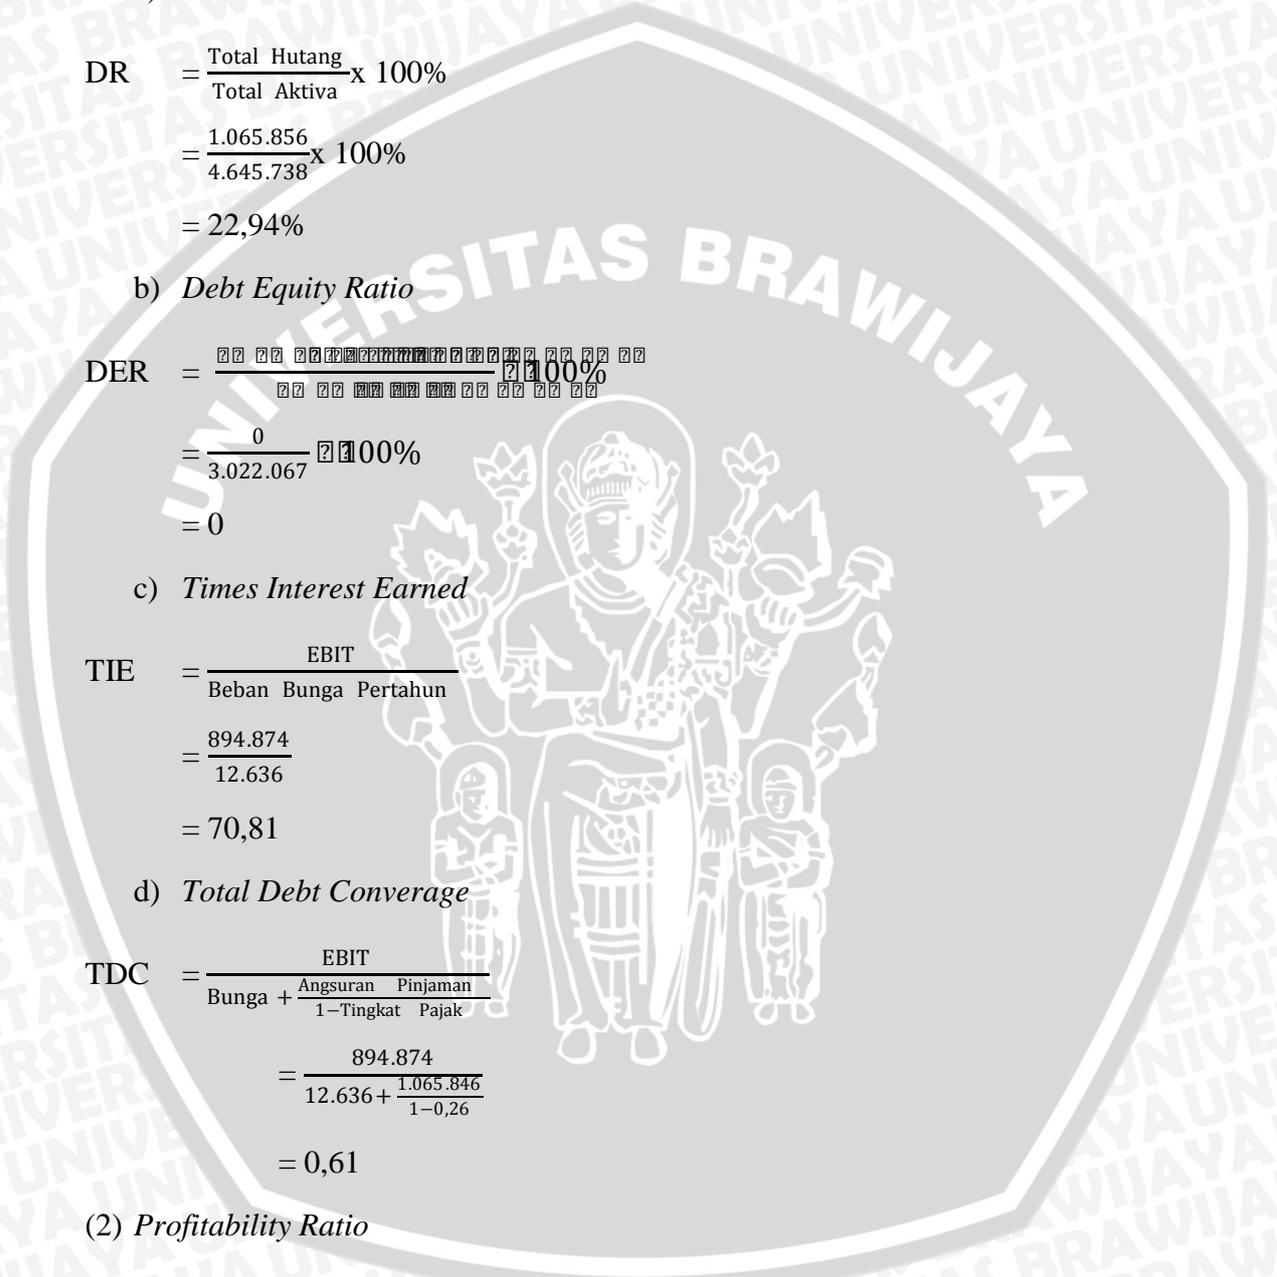 DR = Total Hutang / Total Aktiva x 100%
= 1.065.856 / 4.645.738 x 100%
= 22,94%
b) Debt Equity Ratio
DER = 100%
= 0 / 3.022.067 100%
= 0
c) Times Interest Earned
TIE = EBIT / Beban Bunga Pertahun
= 894.874 / 12.636
= 70,81
d) Total Debt Converage
TDC = EBIT / Bunga + Angsuran Pinjaman / 1−Tingkat Pajak
= 894.874 / 12.636+ 1.065.846 / 1−0,26
= 0,61
(2) Profitability Ratio
UNIVERSITAS BRAWIJAYA